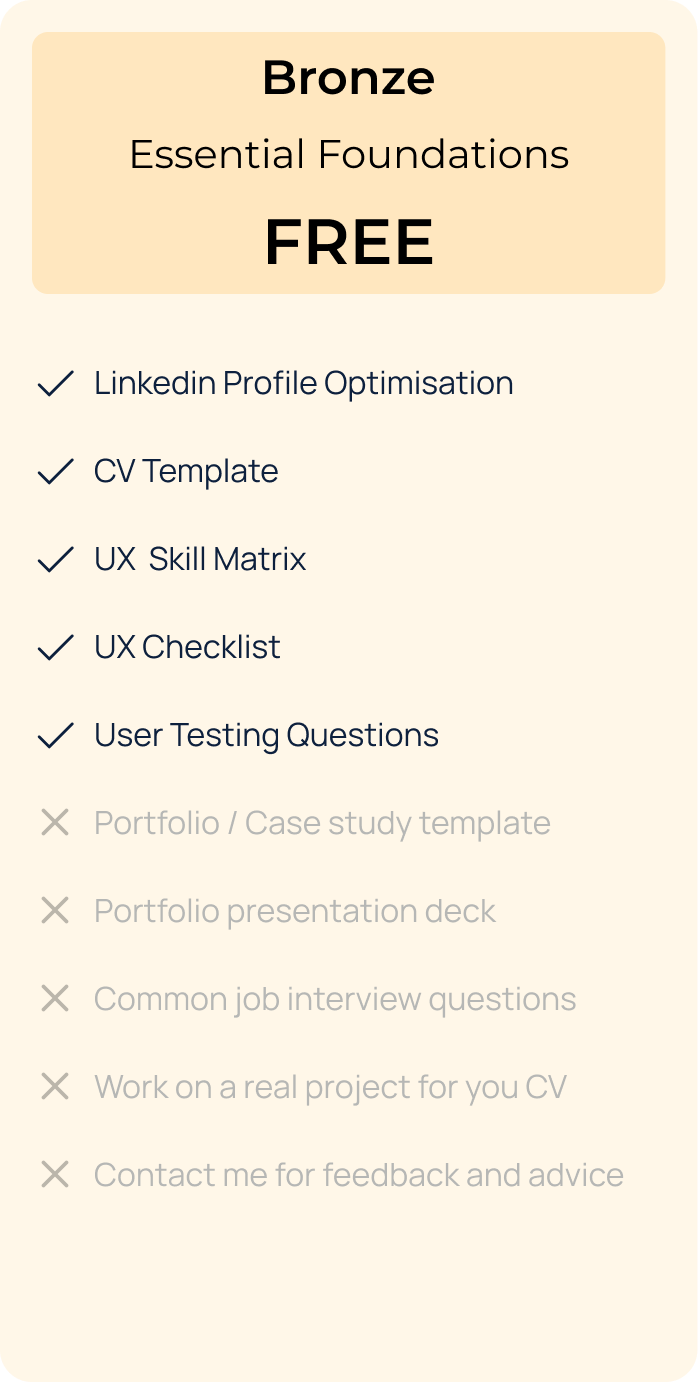 Bronze
Essential Foundations
FREE
Linkedin Profile Optimisation
CV Template
UX  Skill Matrix
UX Checklist
User Testing Questions
Portfolio / Case study template
Portfolio presentation deck
Common job interview questions
Work on a real project for you CV
Contact me for feedback and advice